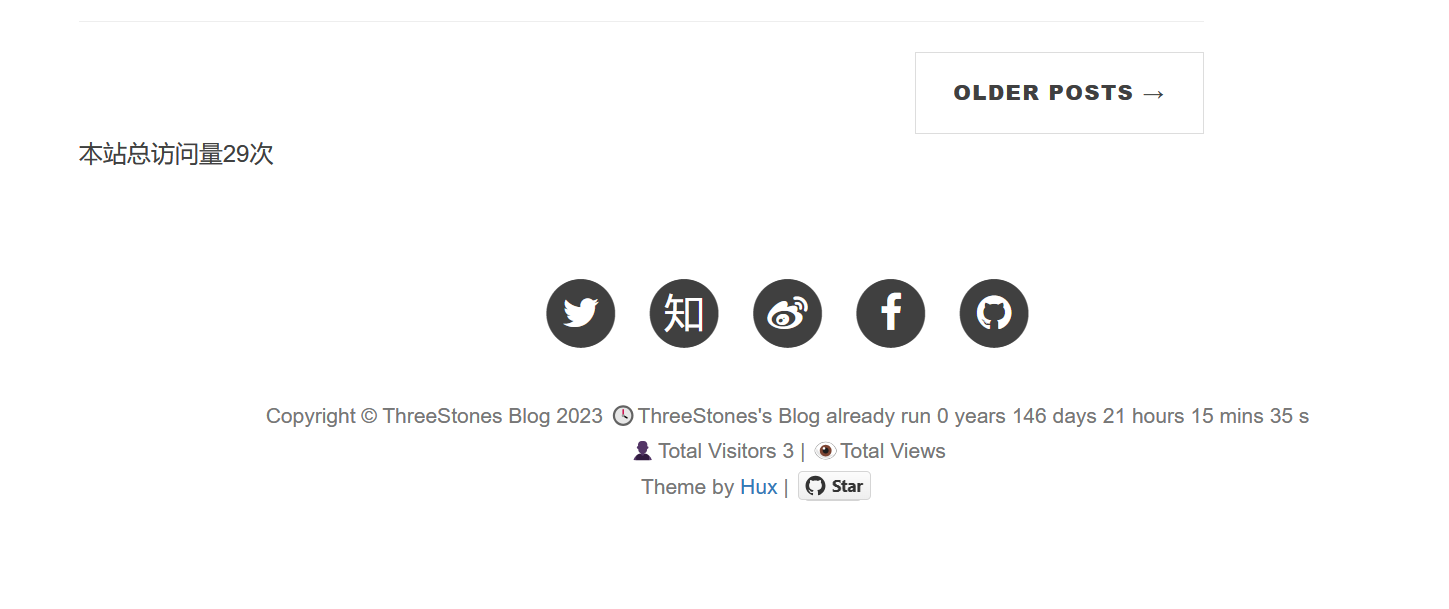 OLDER POSTS →
本站总访问量29次
知
Copyright © ThreeStones Blog 2023 🕓ThreeStones's Blog already run 0 years 146 days 21 hours 15 mins 35 s
👤 Total Visitors 3 | 👁️Total Views
Theme by Hux | Star